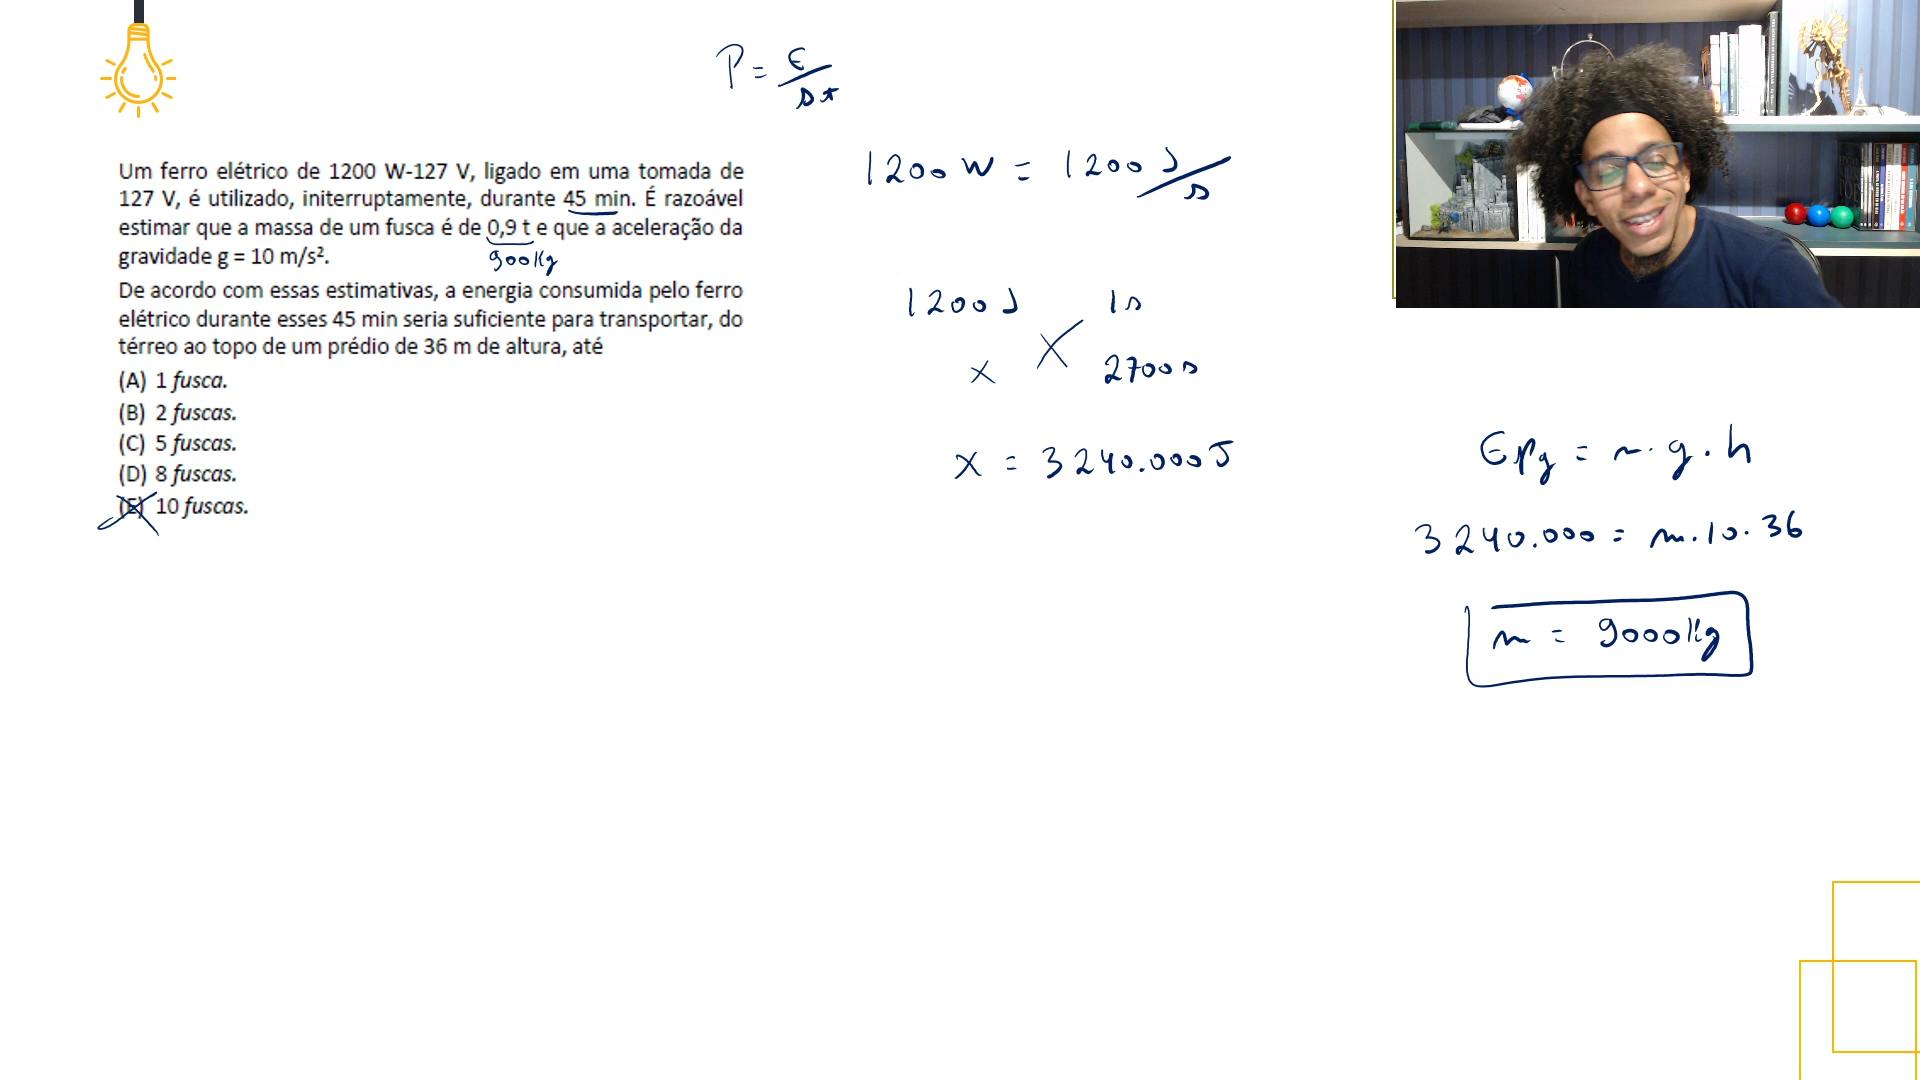 P = E/Δt
1200 W = 1200 J/s
Um ferro elétrico de 1200 W-127 V, ligado em uma tomada de
127 V, é utilizado, initerruptamente, durante 45 min. É razoável
estimar que a massa de um fusca é de 0,9 t e que a aceleração da
gravidade g = 10 m/s².
900Kg
De acordo com essas estimativas, a energia consumida pelo ferro
elétrico durante esses 45 min seria suficiente para transportar, do
térreo ao topo de um prédio de 36 m de altura, até
(A) 1 fusca.
(B) 2 fuscas.
(C) 5 fuscas.
(D) 8 fuscas.
(E) 10 fuscas.
1200 J 1s
x 2700s
x = 3240.000 J
Epg = m.g.h
3240.000 = m.10.36
m = 9000Kg